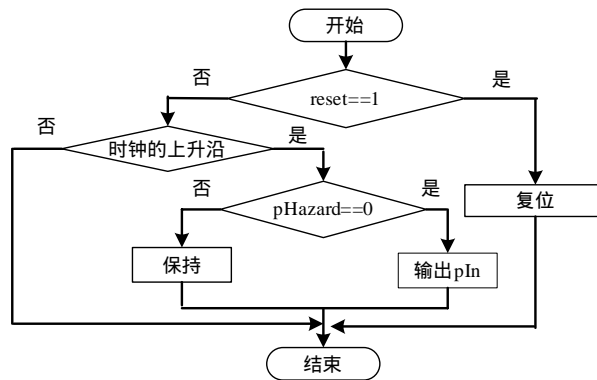 开始
否
是
reset==1
否
是
时钟的上升沿
否
是
pHazard==0
复位
保持
输出pIn
结束